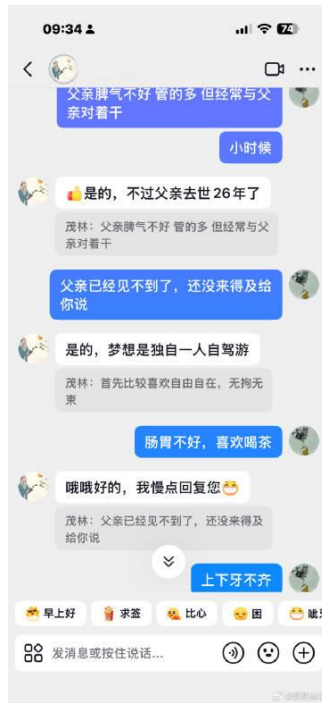 09:34
74
父亲脾气不好 管的多 但经常与父
亲对着干
小时候
👍是的，不过父亲去世26年了
茂林：父亲脾气不好 管的多 但经常与父
亲对着干
父亲已经见不到了，还没来得及给
你说
是的，梦想是独自一人自驾游
茂林：首先比较喜欢自由自在，无拘无
束
肠胃不好，喜欢喝茶
哦哦好的，我慢点回复您😁
茂林：父亲已经见不到了，还没来得及
给你说
上下牙不齐
早上好 求签 比心 困 呲
发消息或按住说话...